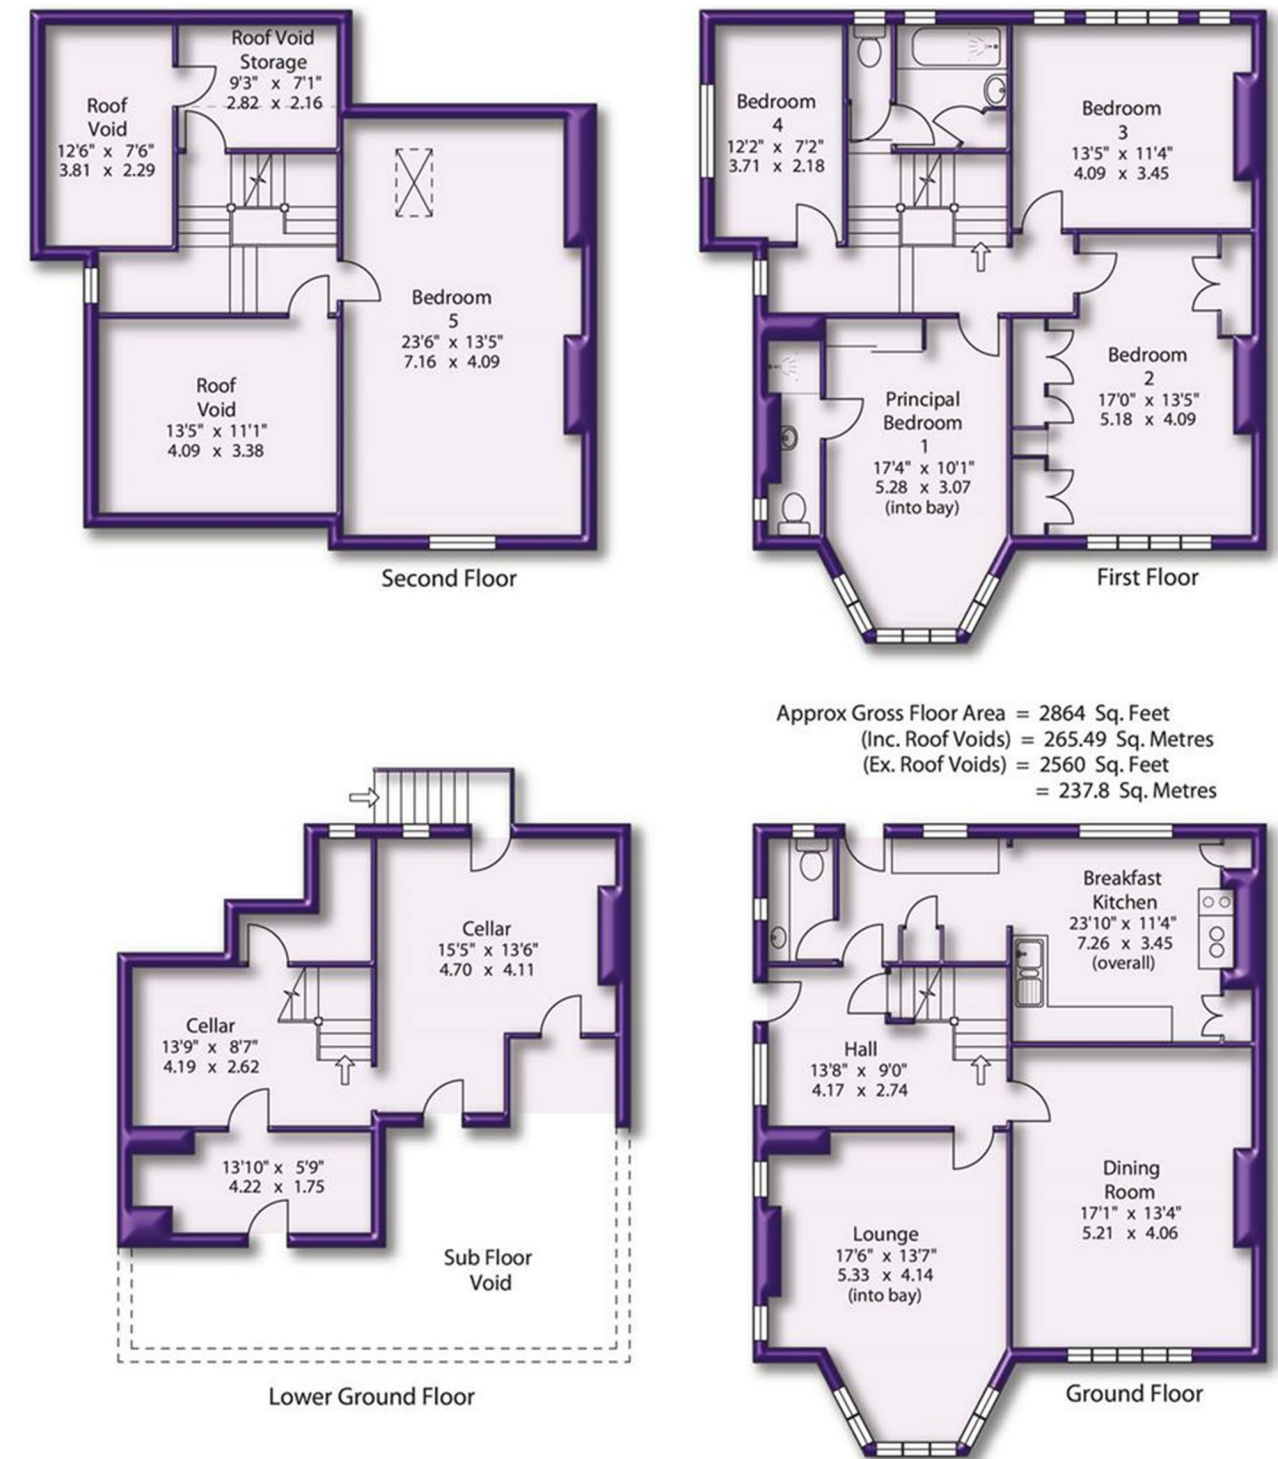 Roof Void
Storage
9'3" x 7'1"
2.82 x 2.16
Roof
Void
12'6" x 7'6"
3.81 x 2.29
Bedroom
5
23'6" x 13'5"
7.16 x 4.09
Roof
Void
13'5" x 11'1"
4.09 x 3.38
Second Floor
Bedroom
4
12'2" x 7'2"
3.71 x 2.18
Bedroom
3
13'5" x 11'4"
4.09 x 3.45
Principal
Bedroom
1
17'4" x 10'1"
5.28 x 3.07
(into bay)
Bedroom
2
17'0" x 13'5"
5.18 x 4.09
First Floor
Approx Gross Floor Area = 2864 Sq. Feet
(Inc. Roof Voids) = 265.49 Sq. Metres
(Ex. Roof Voids) = 2560 Sq. Feet
= 237.8 Sq. Metres
Cellar
15'5" x 13'6"
4.70 x 4.11
Cellar
13'9" x 8'7"
4.19 x 2.62
13'10" x 5'9"
4.22 x 1.75
Sub Floor
Void
Lower Ground Floor
Breakfast
Kitchen
23'10" x 11'4"
7.26 x 3.45
(overall)
Hall
13'8" x 9'0"
4.17 x 2.74
Dining
Room
17'1" x 13'4"
5.21 x 4.06
Lounge
17'6" x 13'7"
5.33 x 4.14
(into bay)
Ground Floor